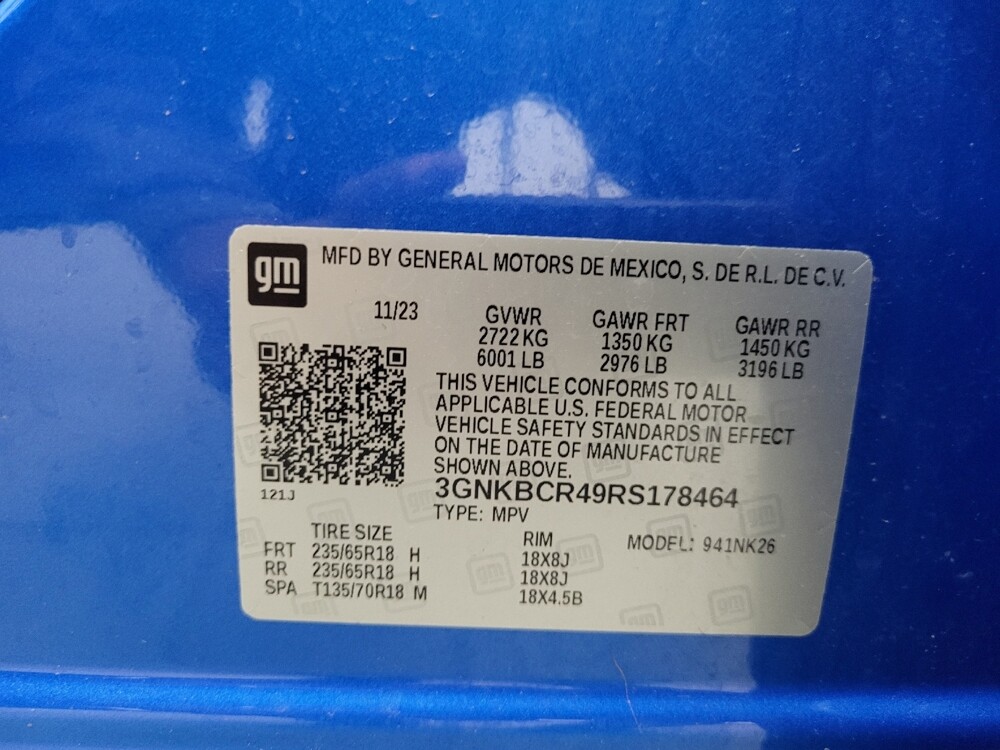 gm MFD BY GENERAL MOTORS DE MEXICO, S. DE R.L. DE C.V.
11/23 GVWR GAWR FRT GAWR RR
2722 KG 1350 KG 1450 KG
6001 LB 2976 LB 3196 LB
THIS VEHICLE CONFORMS TO ALL
APPLICABLE U.S. FEDERAL MOTOR
VEHICLE SAFETY STANDARDS IN EFFECT
ON THE DATE OF MANUFACTURE
SHOWN ABOVE.
121J 3GNKBCR49RS178464
TYPE: MPV
TIRE SIZE RIM MODEL: 941NK26
FRT 235/65R18 H 18X8J
RR 235/65R18 H 18X8J
SPA T135/70R18 M 18X4.5B